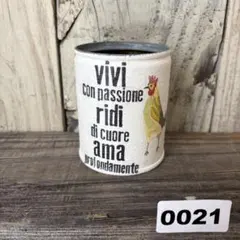 vivi
con passione
ridi
di cuore
ama
profondamente
0021